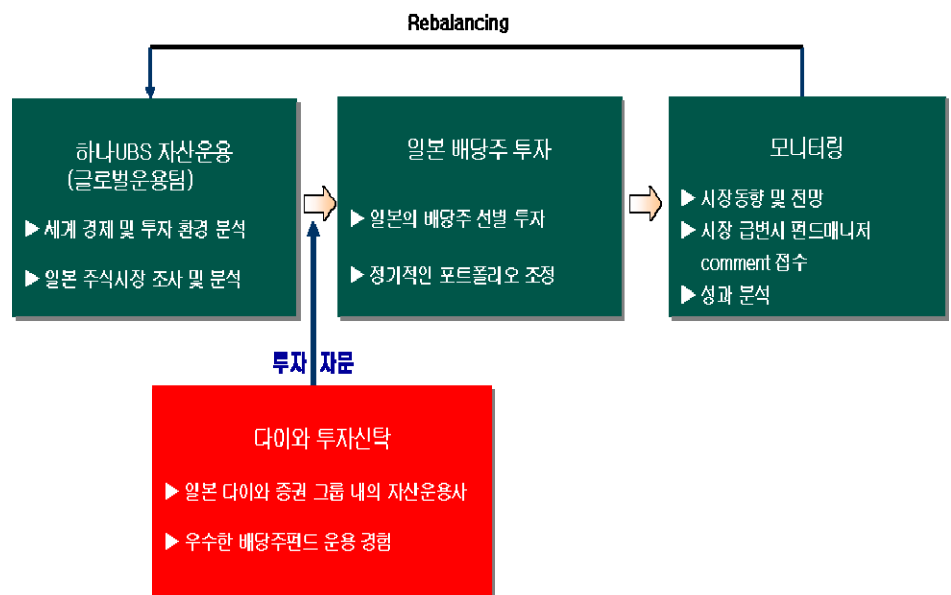 Rebalancing
하나UBS 자산운용
(글로벌운용팀)
▶ 세계 경제 및 투자 환경 분석
▶ 일본 주식시장 조사 및 분석
일본 배당주 투자
▶ 일본의 배당주 선별 투자
▶ 정기적인 포트폴리오 조정
모니터링
▶ 시장동향 및 전망
▶ 시장 급변시 펀드매니저
comment 접수
▶ 성과 분석
투자 자문
다이와 투자신탁
▶ 일본 다이와 증권 그룹 내의 자산운용사
▶ 우수한 배당주펀드 운용 경험